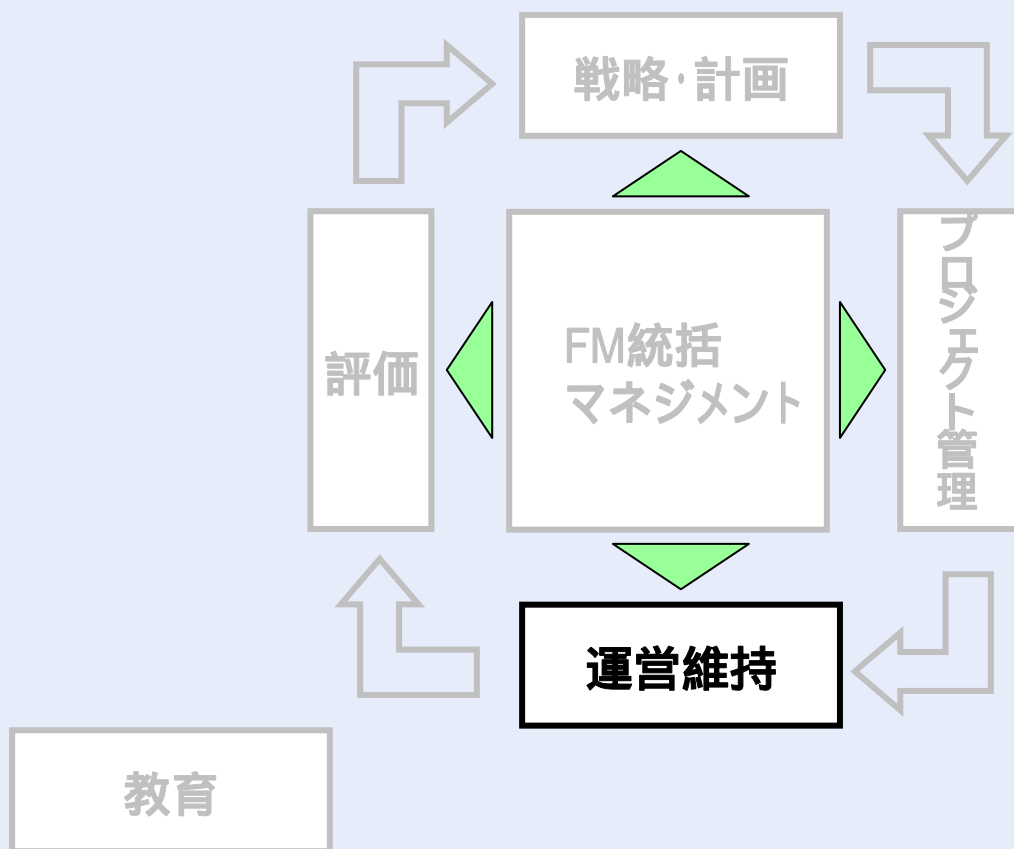 戦略・計画
評価
FM統括
マネジメント
プロジェクト管理
運営維持
教育